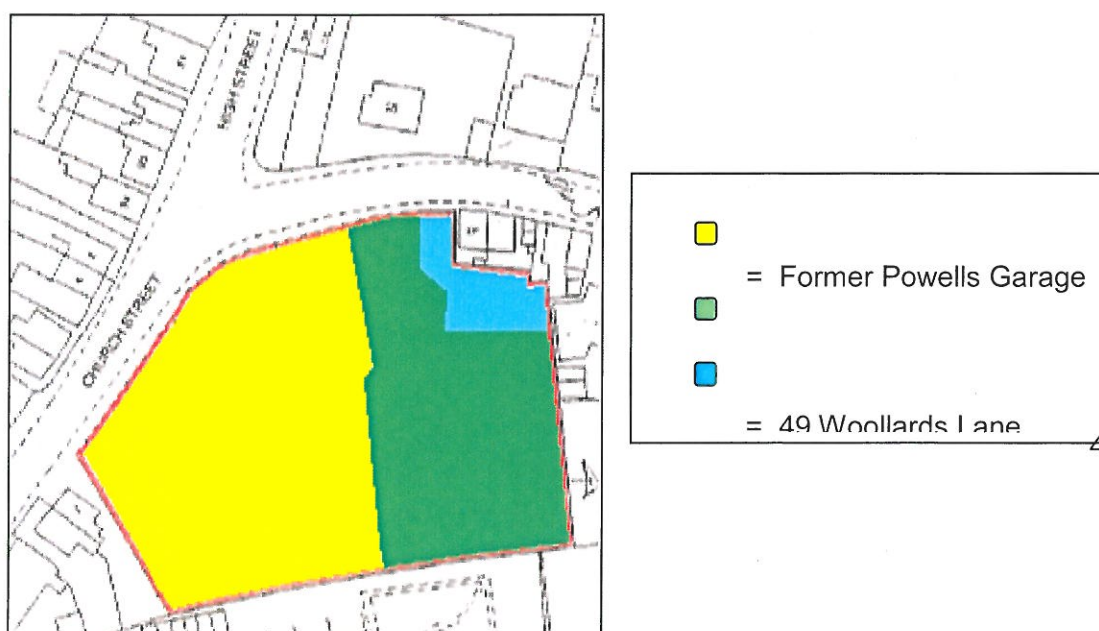 HIGH STREET
CHURCH STREET
= Former Powells Garage
= 49 Woollards Lane